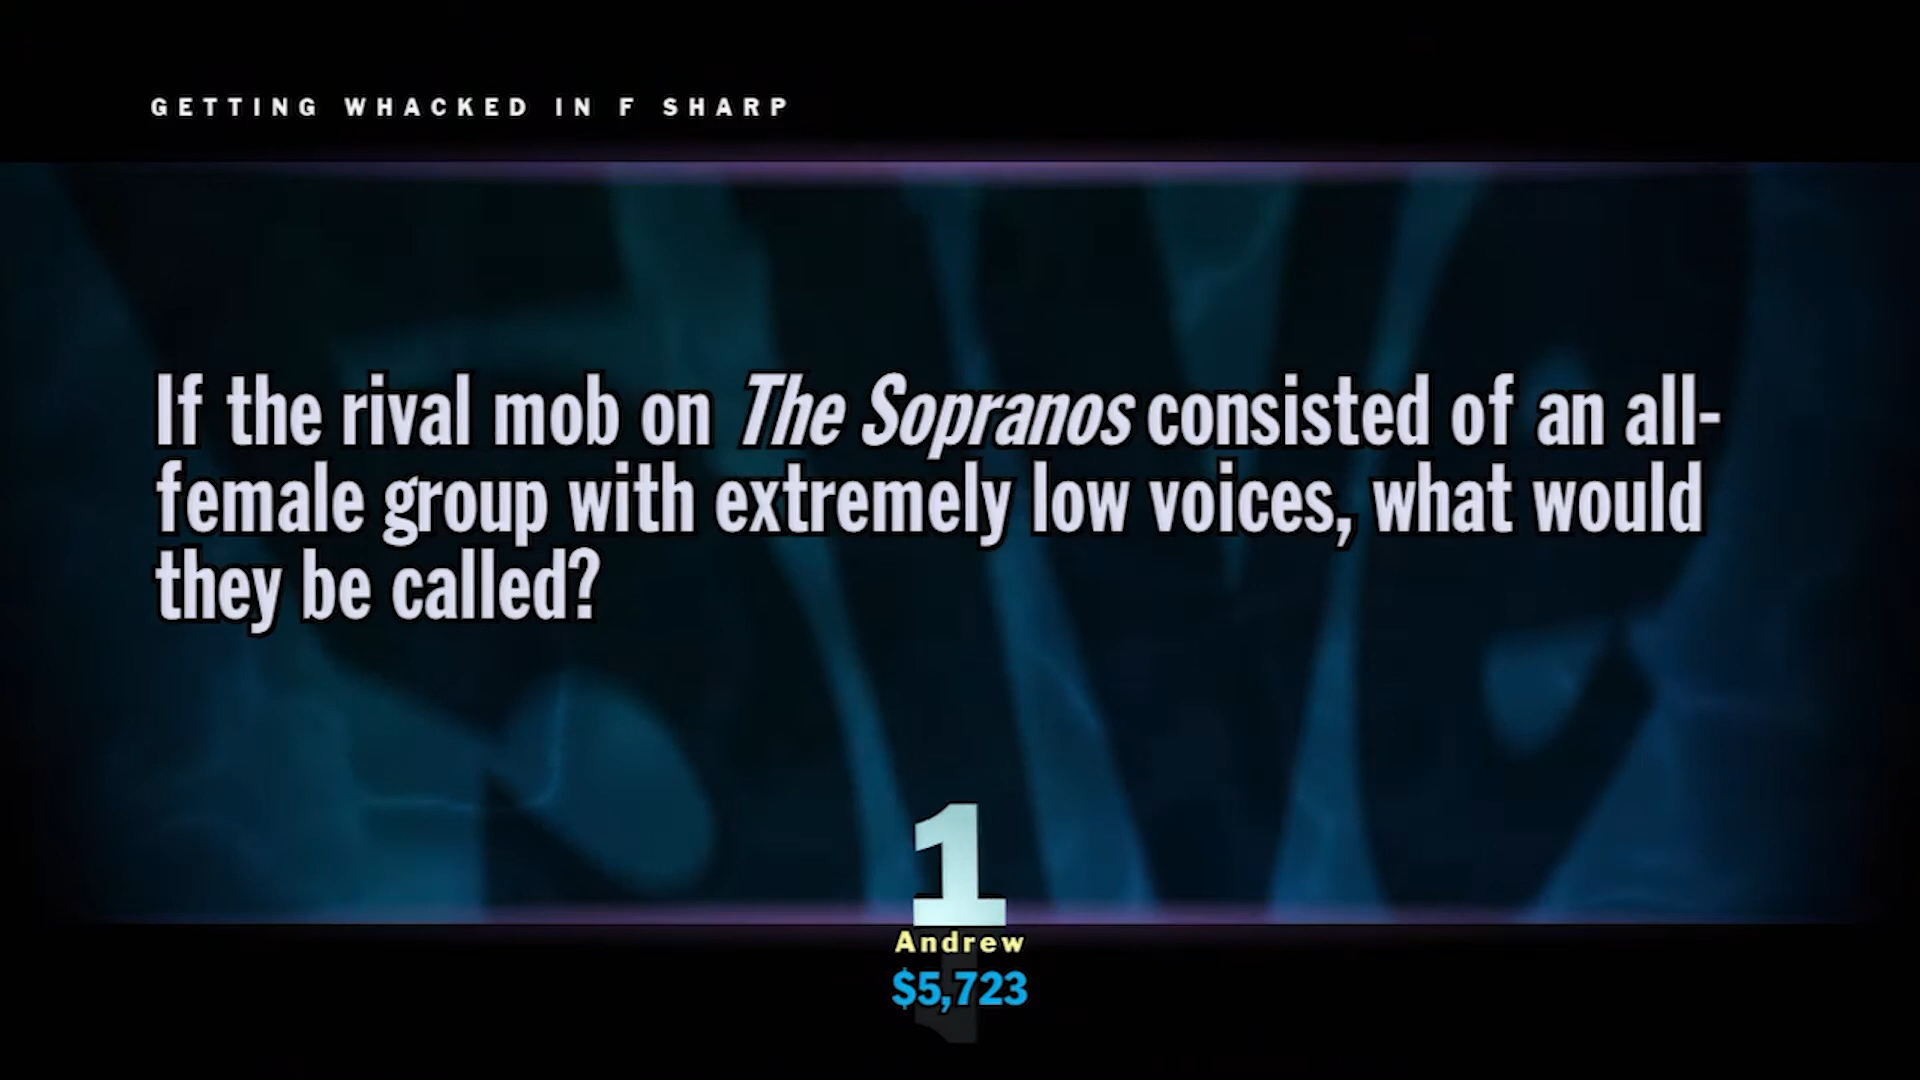 GETTING WHACKED IN F SHARP
If the rival mob on The Sopranos consisted of an all-
female group with extremely low voices, what would
they be called?
1
Andrew
$5,723